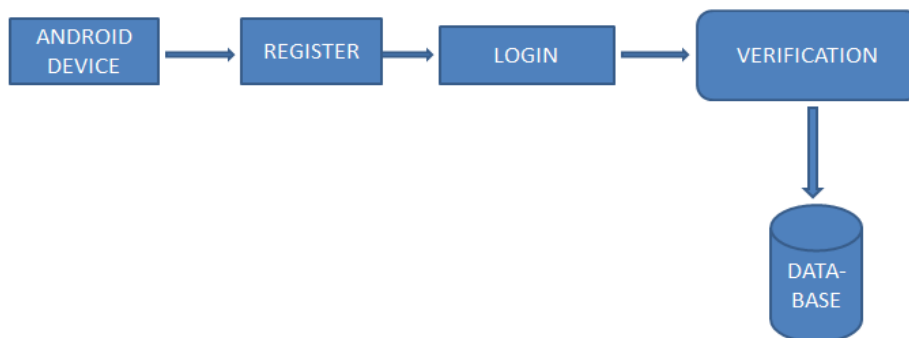 ANDROID
DEVICE
REGISTER
LOGIN
VERIFICATION
DATA-
BASE